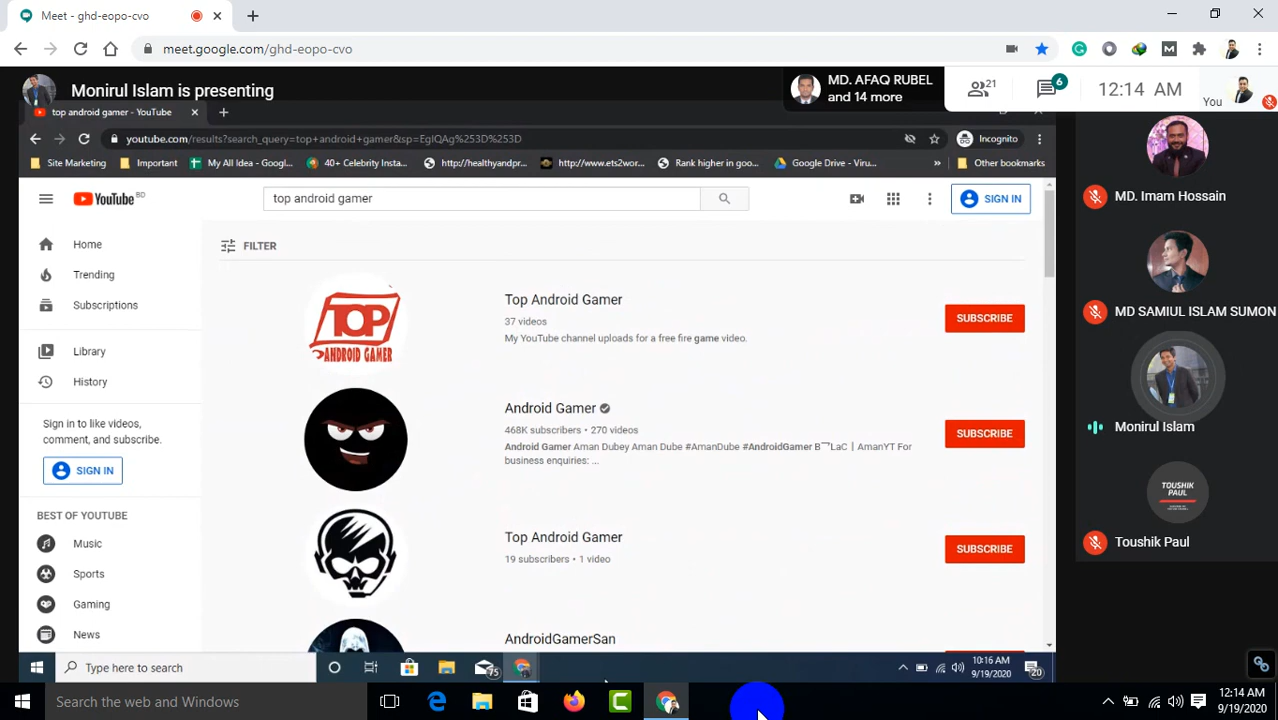 Meet - ghd-eopo-cvo
meet.google.com/ghd-eopo-cvo
Monirul Islam is presenting
MD. AFAQ RUBEL
and 14 more
21
6
12:14 AM
You
top android gamer - YouTube
youtube.com/results?search_query=top+android+gamer&sp=EgIQAg%253D%253D
Incognito
Site Marketing
Important
My All Idea - Googl...
40+ Celebrity Insta...
http://healthyandpr...
http://www.ets2wor...
Rank higher in goo...
Google Drive - Viru...
»
Other bookmarks
YouTube BD
top android gamer
SIGN IN
Home
Trending
Subscriptions
Library
History
Sign in to like videos,
comment, and subscribe.
SIGN IN
BEST OF YOUTUBE
Music
Sports
Gaming
News
FILTER
TOP
ANDROID GAMER
Top Android Gamer
37 videos
My YouTube channel uploads for a free fire game video.
SUBSCRIBE
Android Gamer
468K subscribers • 270 videos
Android Gamer Aman Dubey Aman Dube #AmanDube #AndroidGamer B͞LaC | AmanYT For
business enquiries: ...
SUBSCRIBE
Top Android Gamer
19 subscribers • 1 video
SUBSCRIBE
AndroidGamerSan
MD. Imam Hossain
MD SAMIUL ISLAM SUMON
Monirul Islam
TOUSHIK
PAUL
Toushik Paul
Type here to search
75
10:16 AM
9/19/2020
20
Search the web and Windows
12:14 AM
9/19/2020